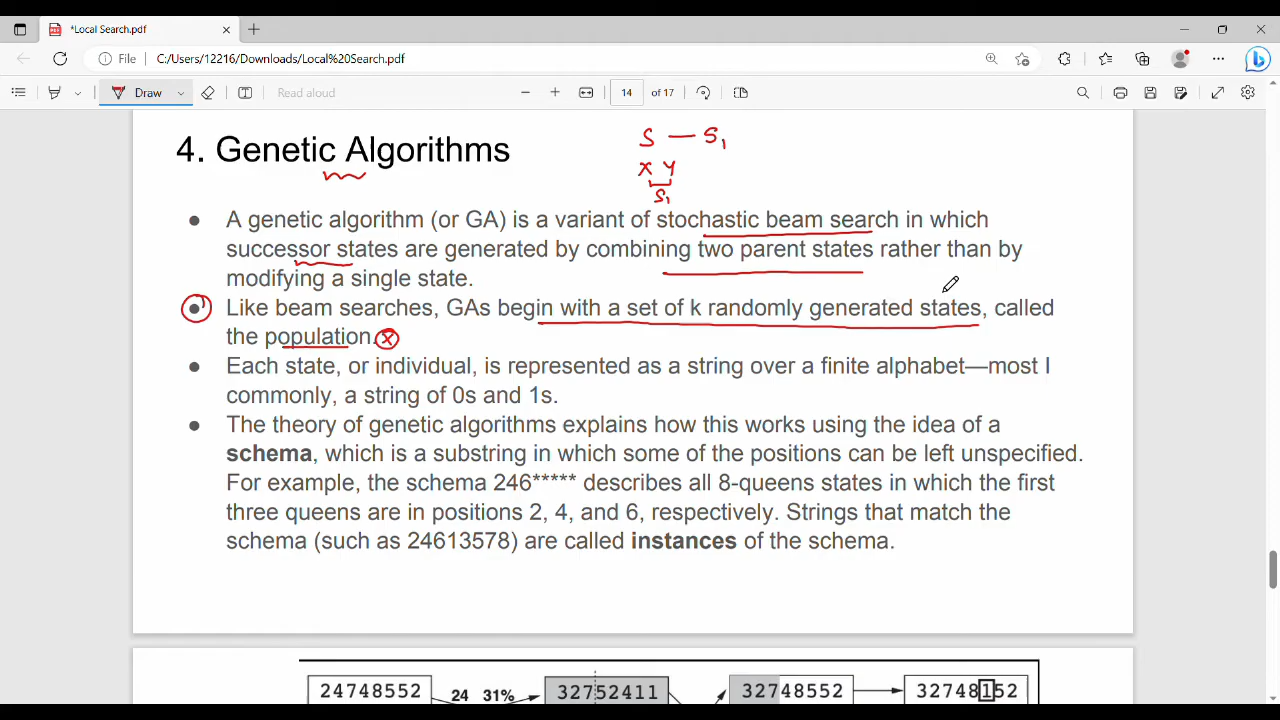 *Local Search.pdf
File C:/Users/12216/Downloads/Local%20Search.pdf
Draw Read aloud 14 of 17
4. Genetic Algorithms
S — S1
X Y
S1
● A genetic algorithm (or GA) is a variant of stochastic beam search in which
successor states are generated by combining two parent states rather than by
modifying a single state.
● Like beam searches, GAs begin with a set of k randomly generated states, called
the population.
● Each state, or individual, is represented as a string over a finite alphabet—most I
commonly, a string of 0s and 1s.
● The theory of genetic algorithms explains how this works using the idea of a
schema, which is a substring in which some of the positions can be left unspecified.
For example, the schema 246***** describes all 8-queens states in which the first
three queens are in positions 2, 4, and 6, respectively. Strings that match the
schema (such as 24613578) are called instances of the schema.
24748552 24 31% 32752411 32748552 32748152